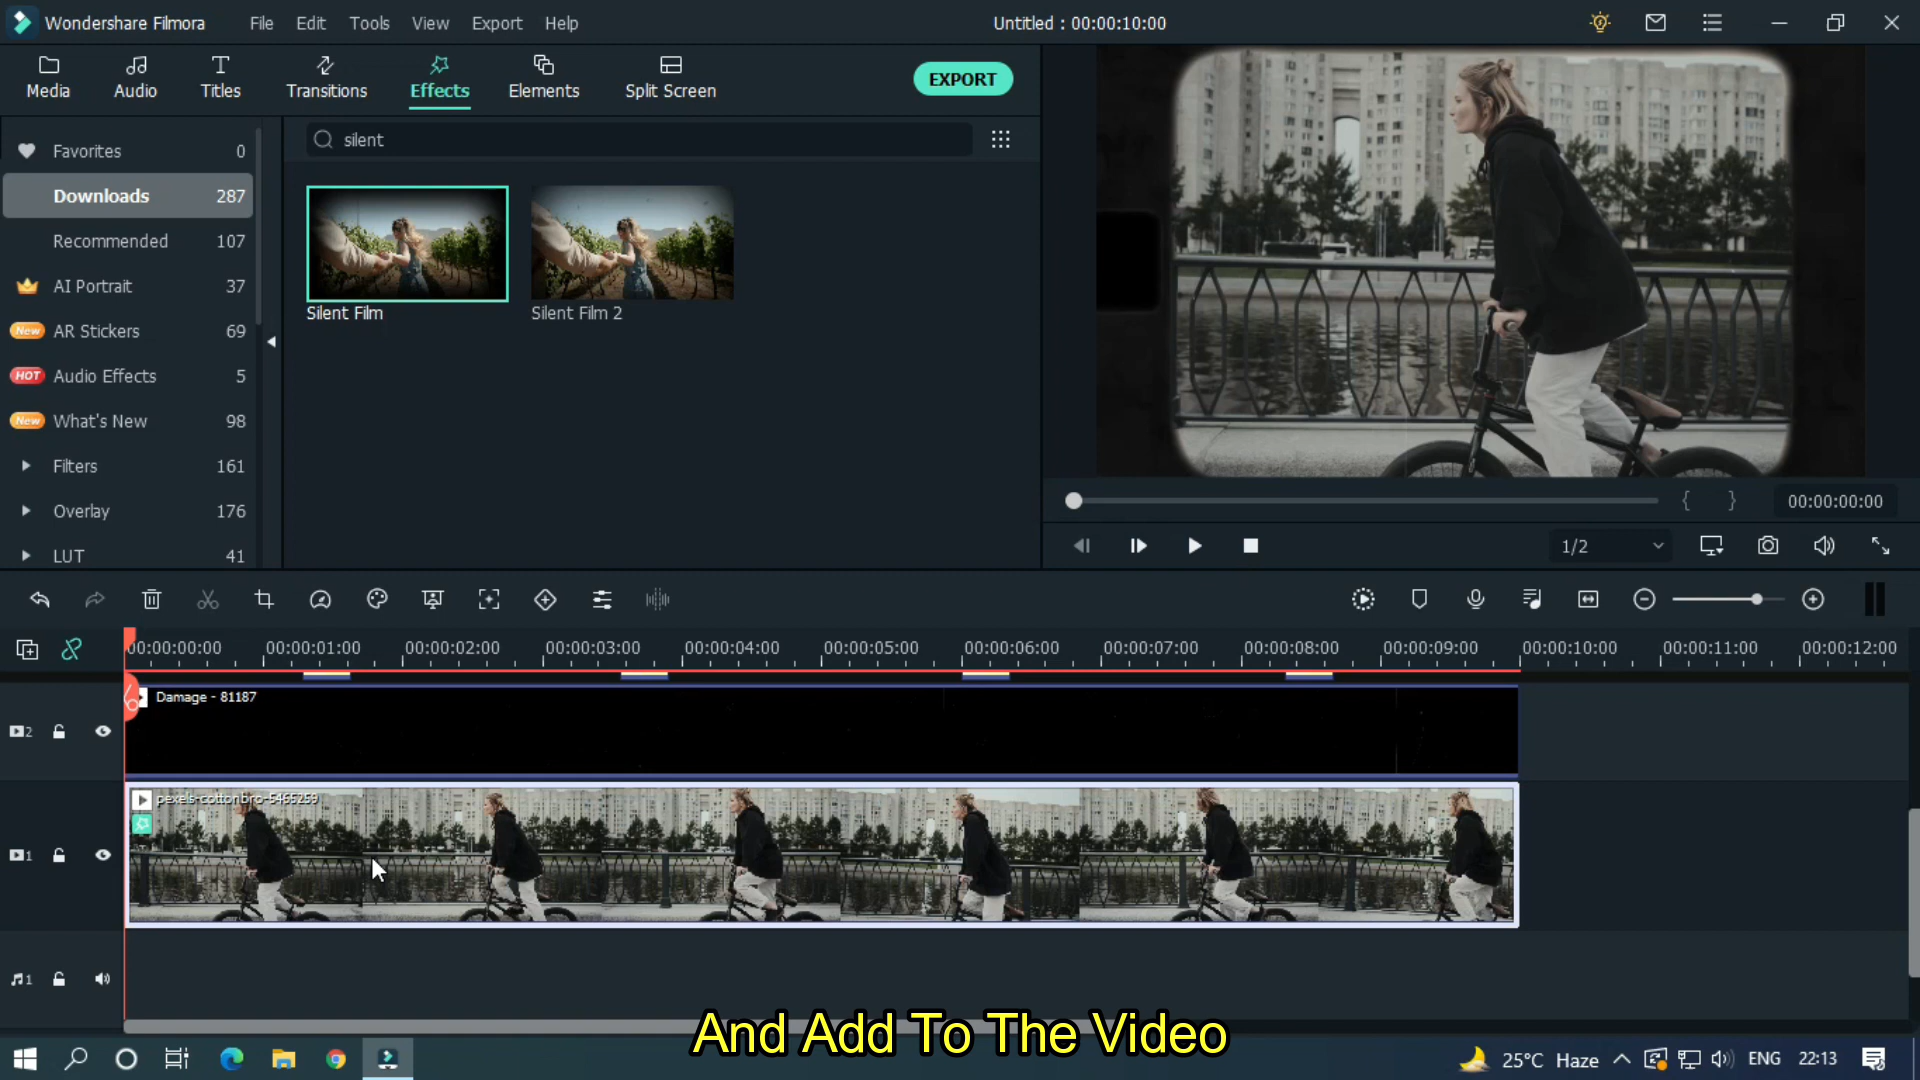 Wondershare Filmora File Edit Tools View Export Help Untitled : 00:00:10:00
Media Audio Titles Transitions Effects Elements Split Screen EXPORT
silent
Favorites 0
Downloads 287
Recommended 107
AI Portrait 37
New AR Stickers 69
HOT Audio Effects 5
New What's New 98
Filters 161
Overlay 176
LUT 41
Silent Film
Silent Film 2
{ } 00:00:00:00
1/2
00:00:00:00 00:00:01:00 00:00:02:00 00:00:03:00 00:00:04:00 00:00:05:00 00:00:06:00 00:00:07:00 00:00:08:00 00:00:09:00 00:00:10:00 00:00:11:00 00:00:12:00
Damage - 81187
2
pexels-cottonbro-5465259
1
1
And Add To The Video
25°C Haze ENG 22:13